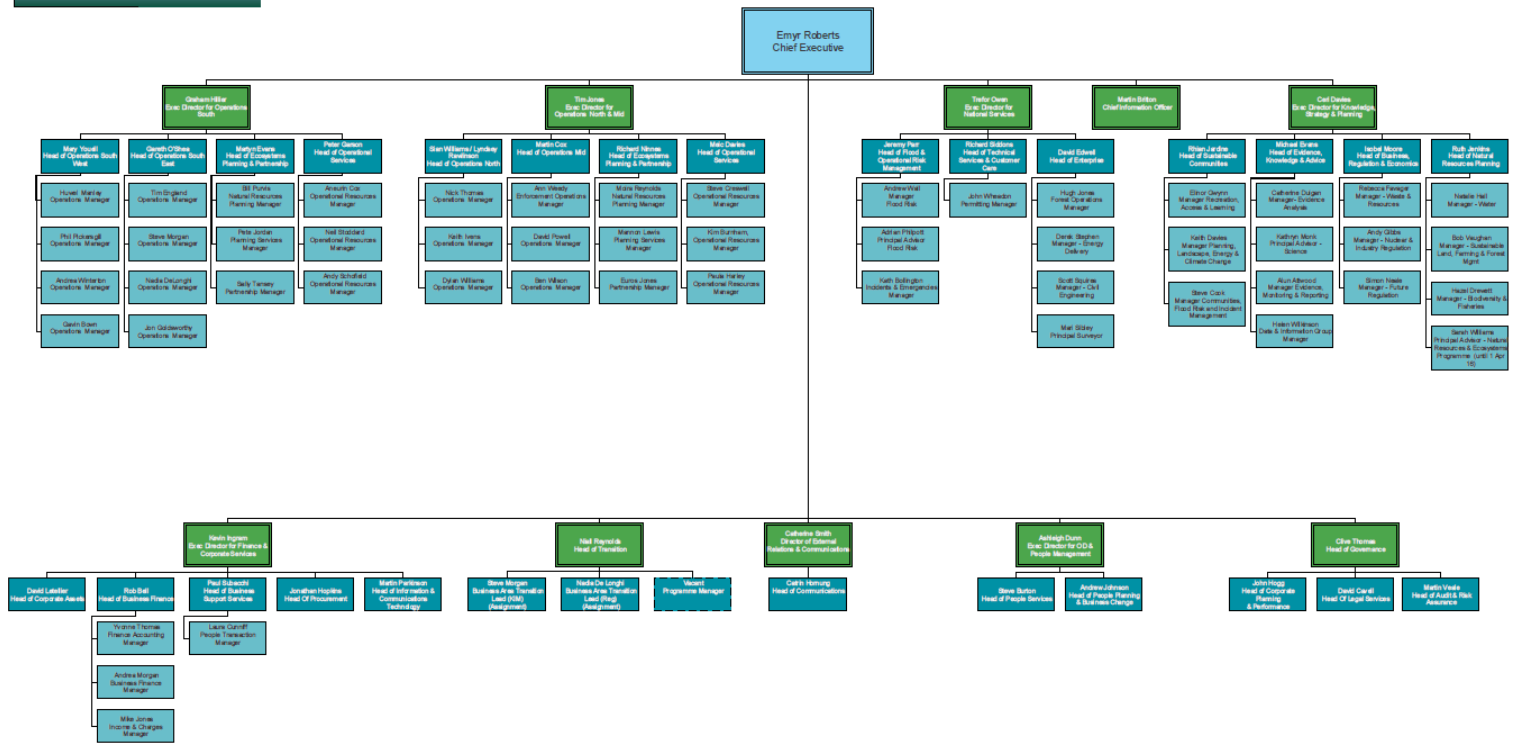 Emyr Roberts
Chief Executive
Graham Hillier
Exec Director for Operations
South
Tim Jones
Exec Director for
Operations North & Mid
Trefor Owen
Exec Director for
National Services
Martin Britton
Chief Information Officer
Ceri Davies
Exec Director for Knowledge,
Strategy & Planning
Mary Youell
Head of Operations South
West
Gareth O'Shea
Head of Operations South
East
Martyn Evans
Head of Ecosystems
Planning & Partnership
Peter Garson
Head of Operational
Services
Sian Williams / Lyndsey
Rawlinson
Head of Operations North
Martin Cox
Head of Operations Mid
Richard Ninnes
Head of Ecosystems
Planning & Partnership
Meic Davies
Head of Operational
Services
Jeremy Parr
Head of Flood &
Operational Risk
Management
Richard Siddons
Head of Technical
Services & Customer
Care
David Edwell
Head of Enterprise
Rhian Jardine
Head of Sustainable
Communities
Michael Evans
Head of Evidence,
Knowledge & Advice
Isobel Moore
Head of Business,
Regulation & Economics
Ruth Jenkins
Head of Natural
Resources Planning
Huwel Manley
Operations Manager
Tim England
Operations Manager
Bill Purvis
Natural Resources
Planning Manager
Aneurin Cox
Operational Resources
Manager
Nick Thomas
Operations Manager
Ann Weedy
Enforcement Operations
Manager
Moira Reynolds
Natural Resources
Planning Manager
Steve Cresswell
Operational Resources
Manager
Andrew Wall
Manager
Flood Risk
John Wheadon
Permitting Manager
Hugh Jones
Forest Operations
Manager
Elinor Gwynn
Manager Recreation,
Access & Learning
Catherine Duigan
Manager- Evidence
Analysis
Rebecca Favager
Manager - Waste &
Resources
Natalie Hall
Manager - Water
Phil Pickersgill
Operations Manager
Steve Morgan
Operations Manager
Pete Jordan
Planning Services
Manager
Neil Stoddard
Operational Resources
Manager
Keith Ivens
Operations Manager
David Powell
Operations Manager
Mannon Lewis
Planning Services
Manager
Kim Burnham,
Operational Resources
Manager
Adrian Philpott
Principal Advisor
Flood Risk
Derek Stephen
Manager - Energy
Delivery
Keith Davies
Manager Planning,
Landscape, Energy &
Climate Change
Kathryn Monk
Principal Advisor -
Science
Andy Gibbs
Manager - Nuclear &
Industry Regulation
Bob Vaughan
Manager - Sustainable
Land, Farming & Forest
Mgmt
Andrea Winterton
Operations Manager
Nadia DeLonghi
Operations Manager
Sally Tansey
Partnership Manager
Andy Schofield
Operational Resources
Manager
Dylan Williams
Operations Manager
Ben Wilson
Operations Manager
Euros Jones
Partnership Manager
Paula Harley
Operational Resources
Manager
Keith Bollington
Incidents & Emergencies
Manager
Scott Squires
Manager - Civil
Engineering
Steve Cook
Manager Communities,
Flood Risk and Incident
Management
Alun Attwood
Manager Evidence,
Monitoring & Reporting
Simon Neale
Manager - Future
Regulation
Hazel Drewett
Manager - Biodiversity &
Fisheries
Gavin Bown
Operations Manager
Jon Goldsworthy
Operations Manager
Mari Sibley
Principal Surveyor
Helen Wilkinson
Data & Information Group
Manager
Sarah Williams
Principal Advisor - Natural
Resources & Ecosystems
Programme (until 1 Apr
16)
Kevin Ingram
Exec Director for Finance &
Corporate Services
Niall Reynolds
Head of Transition
Catherine Smith
Director of External
Relations & Communications
Ashleigh Dunn
Exec Director for OD &
People Management
Clive Thomas
Head of Governance
David Letellier
Head of Corporate Assets
Rob Bell
Head of Business Finance
Paul Subacchi
Head of Business
Support Services
Jonathan Hopkins
Head Of Procurement
Martin Parkinson
Head of Information &
Communications
Technology
Steve Morgan
Business Area Transition
Lead (KIM)
(Assignment)
Nadia De Longhi
Business Area Transition
Lead (Reg)
(Assignment)
Vacant
Programme Manager
Catrin Hornung
Head of Communications
Steve Burton
Head of People Services
Andrew Johnson
Head of People Planning
& Business Change
John Hogg
Head of Corporate
Planning
& Performance
David Cavell
Head Of Legal Services
Martin Veale
Head of Audit & Risk
Assurance
Yvonne Thomas
Finance Accounting
Manager
Laura Cunniff
People Transaction
Manager
Andrea Morgan
Business Finance
Manager
Mike Jones
Income & Charges
Manager